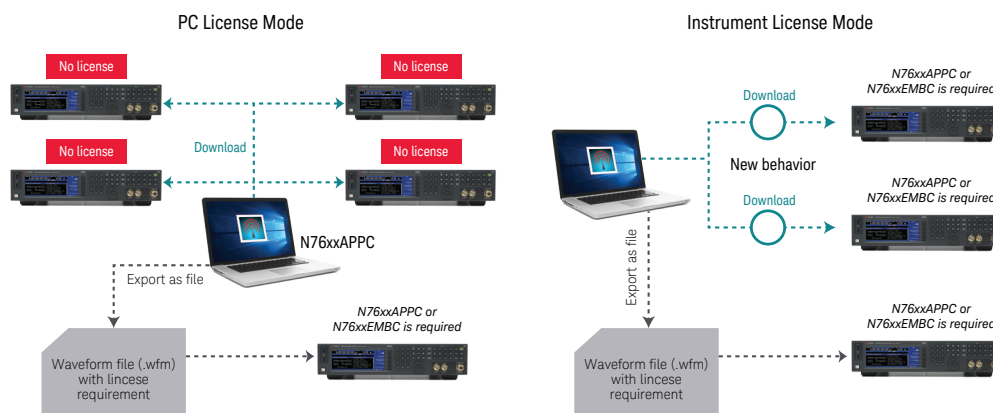 PC License Mode
No license
No license
Download
No license
No license
N76xxAPPC
Export as file
N76xxAPPC or
N76xxEMBC is required
Waveform file (.wfm)
with lincese
requirement
Instrument License Mode
N76xxAPPC or
N76xxEMBC is required
Download
New behavior
N76xxAPPC or
N76xxEMBC is required
Download
Export as file
N76xxAPPC or
N76xxEMBC is required
Waveform file (.wfm)
with lincese
requirement